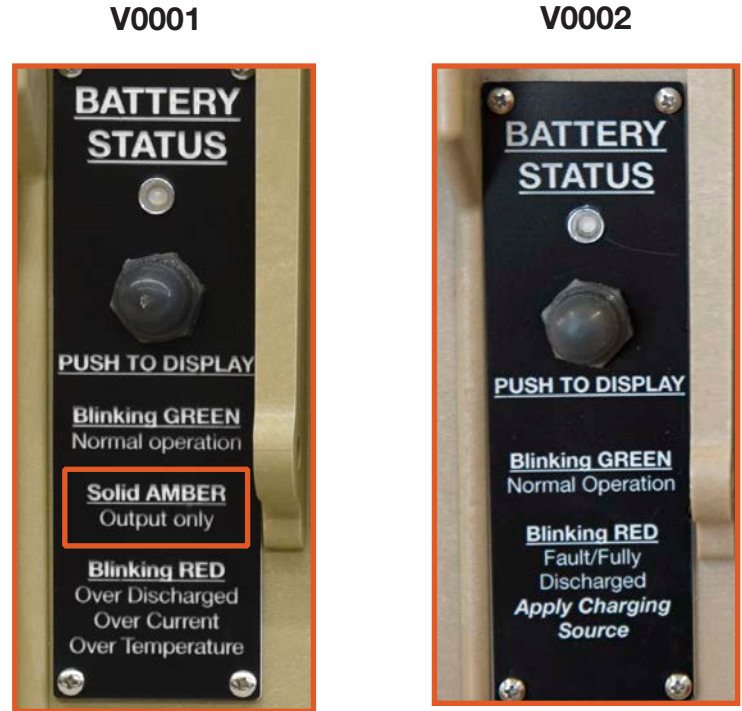 V0001
BATTERY
STATUS
PUSH TO DISPLAY
Blinking GREEN
Normal operation
Solid AMBER
Output only
Blinking RED
Over Discharged
Over Current
Over Temperature
V0002
BATTERY
STATUS
PUSH TO DISPLAY
Blinking GREEN
Normal Operation
Blinking RED
Fault/Fully
Discharged
Apply Charging
Source